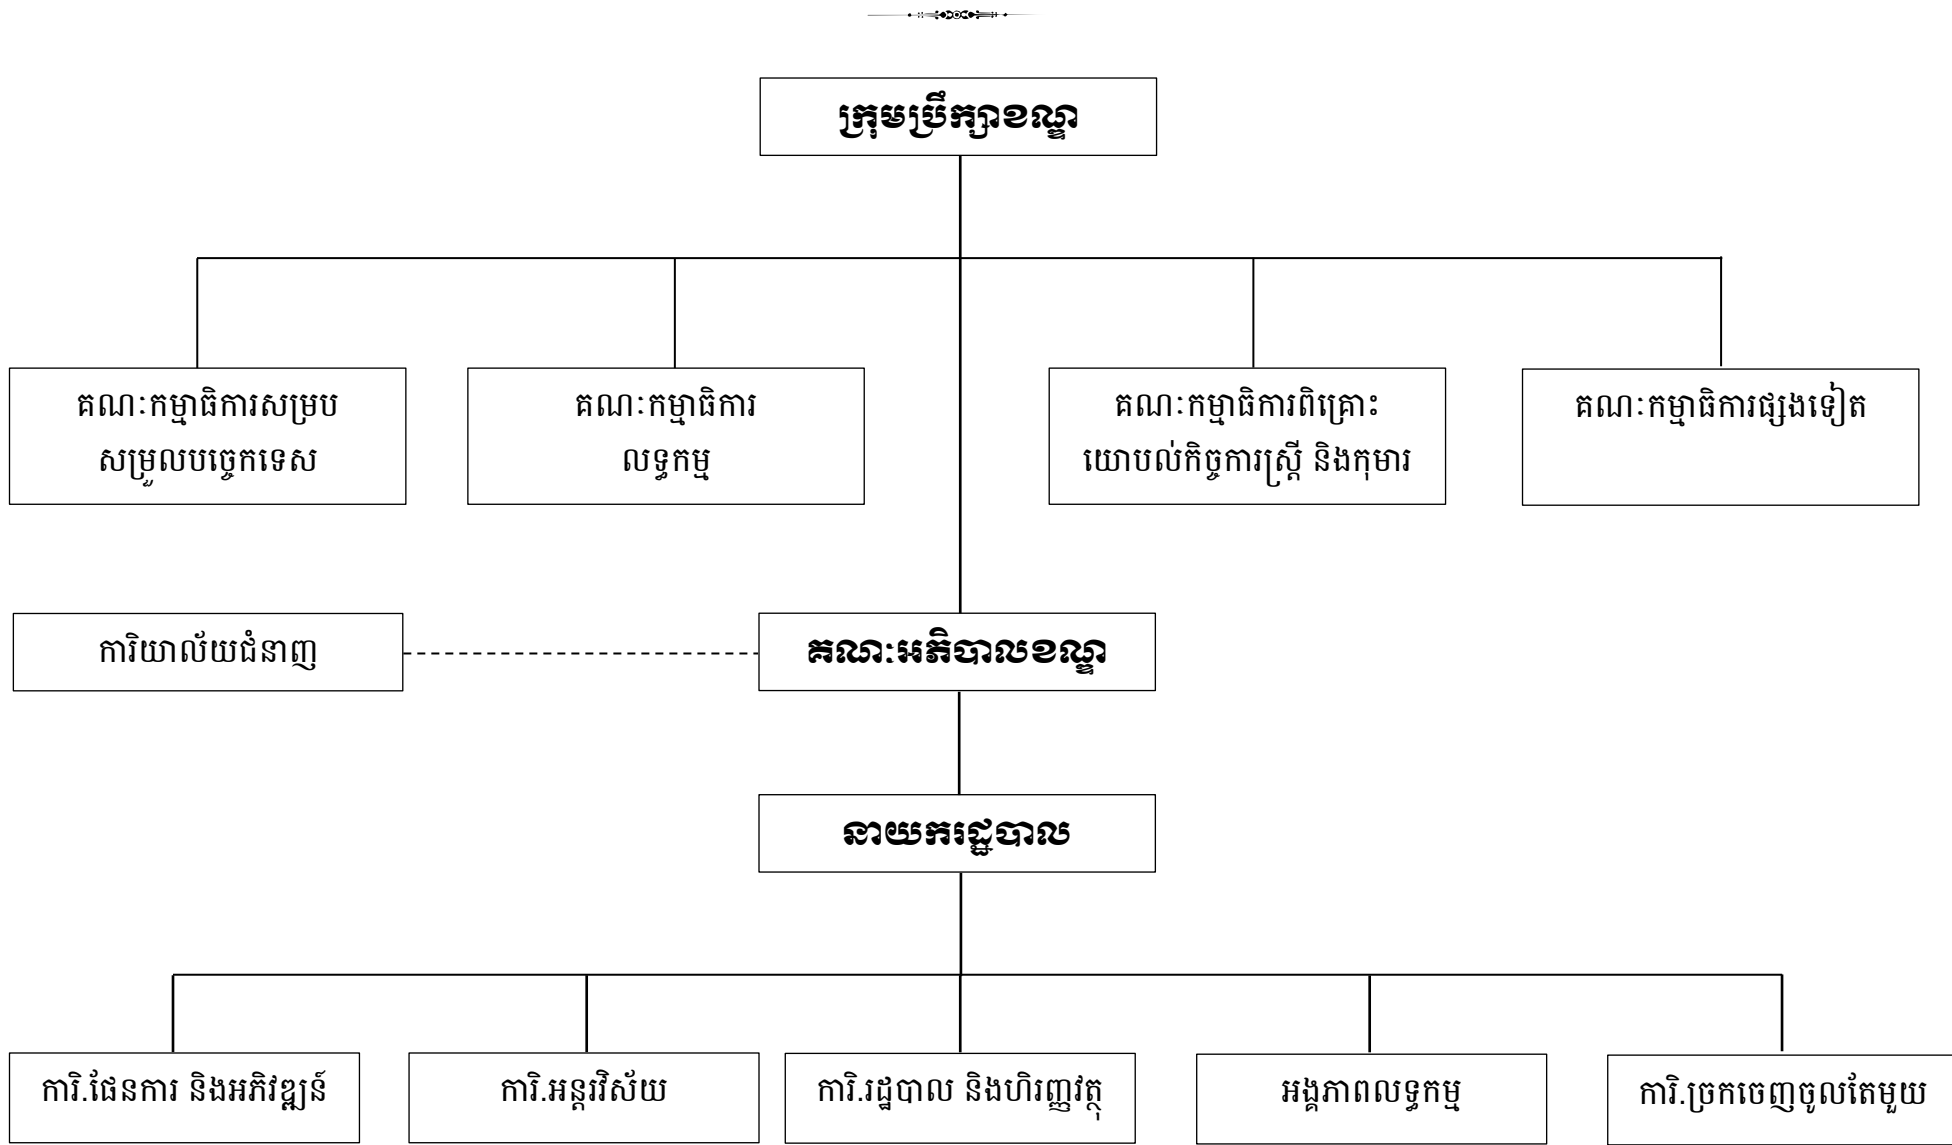 ក្រុមប្រឹក្សាខណ្ឌ
គណៈកម្មាធិការសម្រប
សម្រួលបច្ចេកទេស
គណៈកម្មាធិការ
លទ្ធកម្ម
គណៈកម្មាធិការពិគ្រោះ
យោបល់កិច្ចការស្ត្រី និងកុមារ
គណៈកម្មាធិការផ្សងទៀត
ការិយាល័យជំនាញ
គណៈអភិបាលខណ្ឌ
នាយករដ្ឋបាល
ការិ.ផែនការ និងអភិវឌ្ឍន៍
ការិ.អន្តរវិស័យ
ការិ.រដ្ឋបាល និងហិរញ្ញវត្ថុ
អង្គភាពលទ្ធកម្ម
ការិ.ច្រកចេញចូលតែមួយ